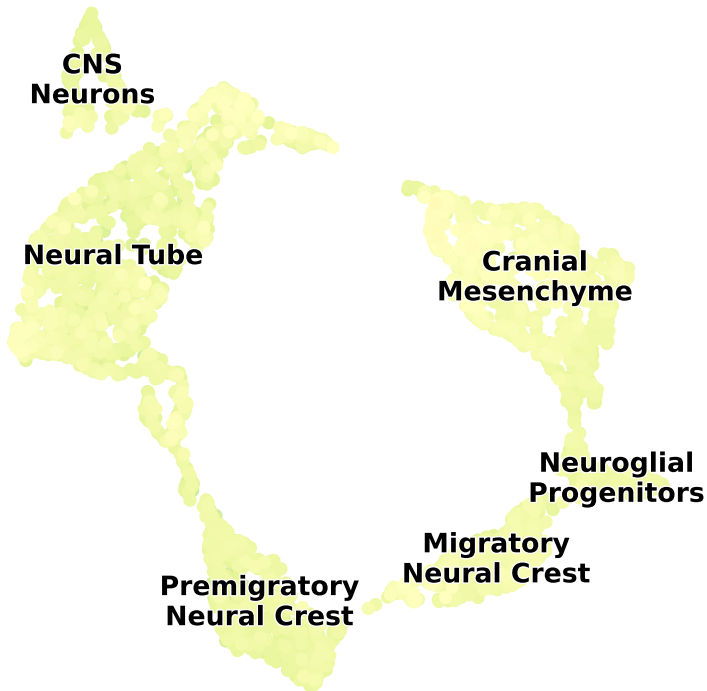 CNS
Neurons
Neural Tube
Cranial
Mesenchyme
Neuroglial
Progenitors
Migratory
Neural Crest
Premigratory
Neural Crest